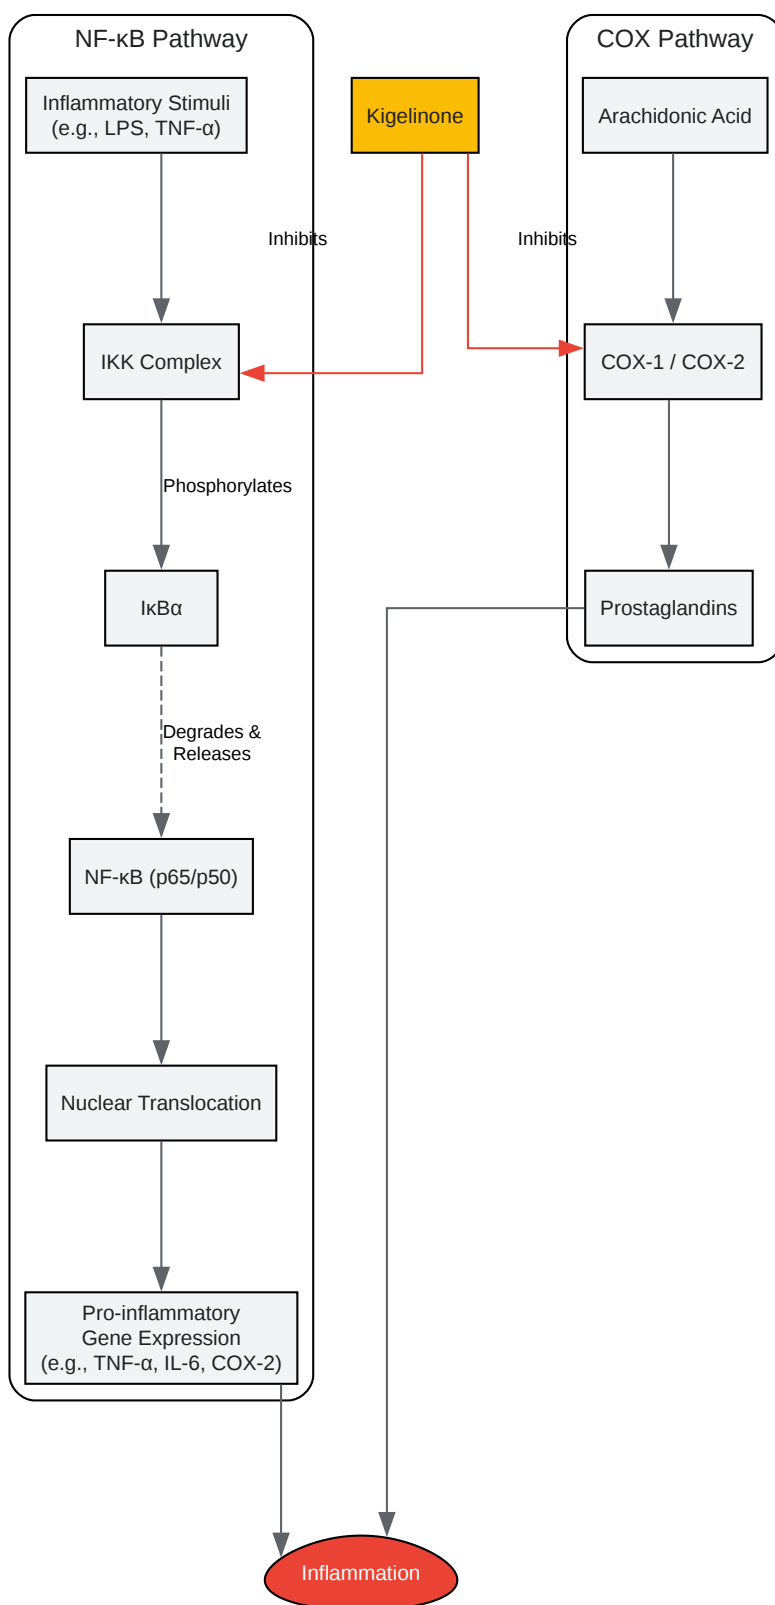 NF-κB Pathway
COX Pathway
Inflammatory Stimuli
(e.g., LPS, TNF-α)
Kigelinone
Arachidonic Acid
Inhibits
Inhibits
IKK Complex
COX-1 / COX-2
Phosphorylates
IκBα
Prostaglandins
Degrades &
Releases
NF-κB (p65/p50)
Nuclear Translocation
Pro-inflammatory
Gene Expression
(e.g., TNF-α, IL-6, COX-2)
Inflammation